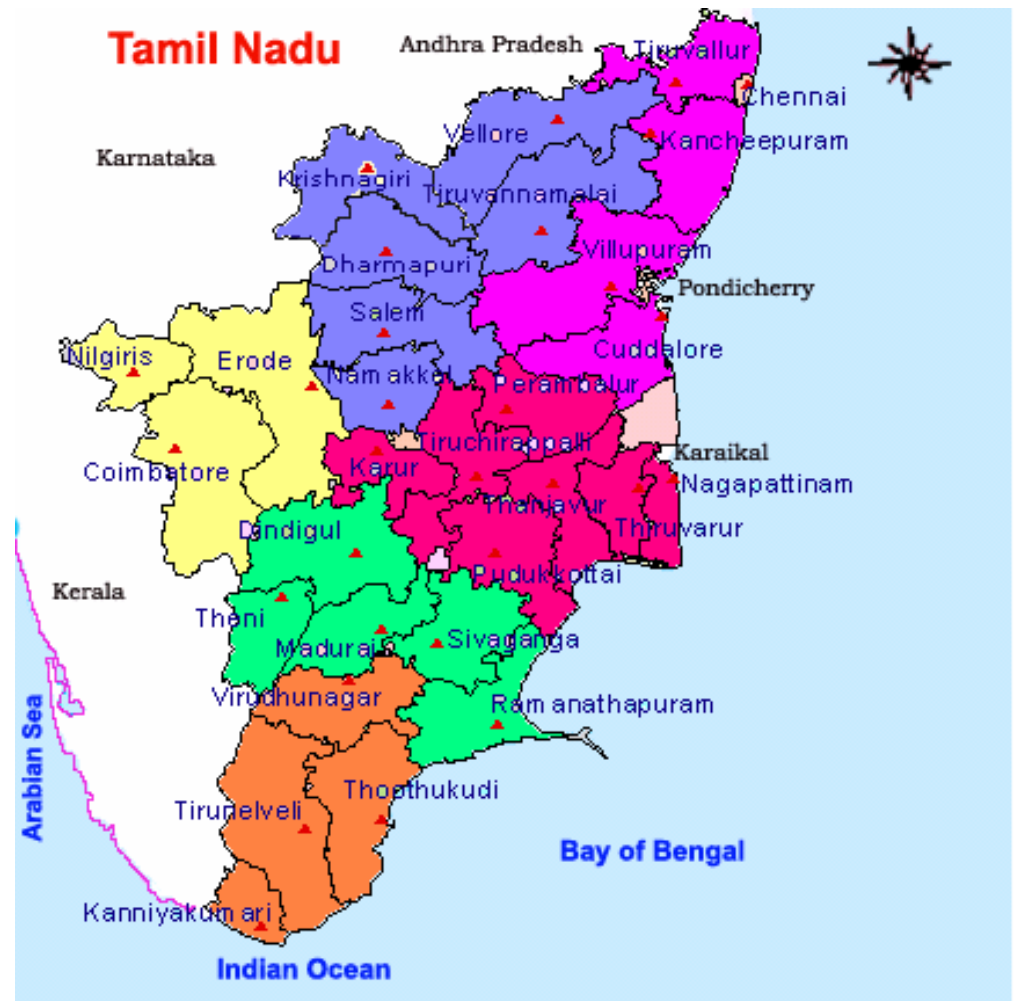 Tamil Nadu
Andhra Pradesh
Tiruvallur
Chennai
Vellore
Kancheepuram
Karnataka
Krishnagiri
Tiruvannamalai
Villupuram
Dharmapuri
Pondicherry
Salem
Cuddalore
Nilgiris
Erode
Namakkal
Perambalur
Tiruchirappalli
Karaikal
Coimbatore
Karur
Nagapattinam
Thanjavur
Dindigul
Thiruvarur
Pudukkottai
Kerala
Theni
Madurai
Sivaganga
Virudhunagar
Ramanathapuram
Arabian Sea
Thoothukudi
Tirunelveli
Bay of Bengal
Kanniyakumari
Indian Ocean